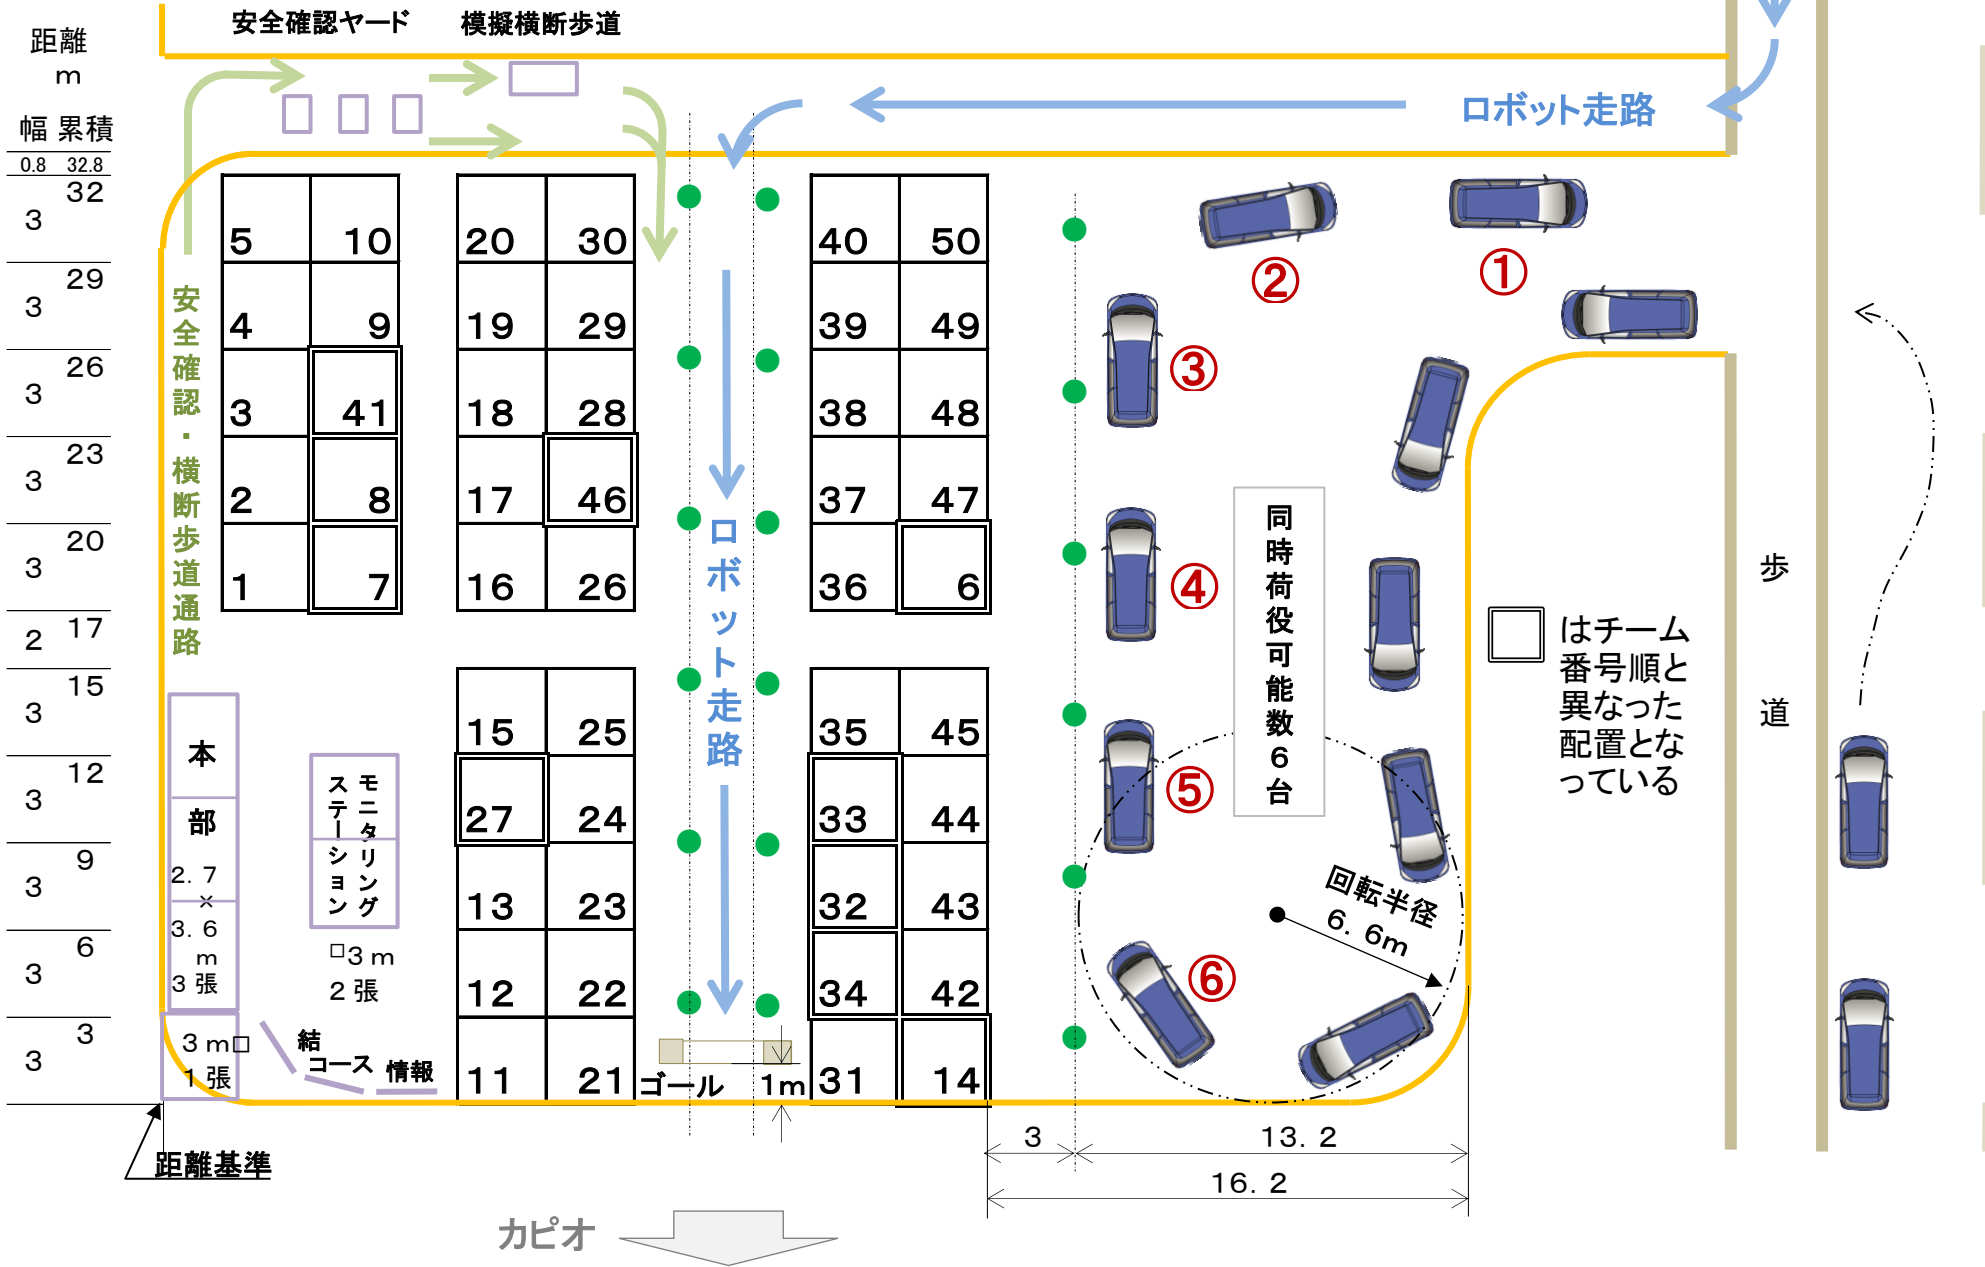 安全確認ヤード
模擬横断歩道
距離
m
幅 累積
0.8 32.8
32
3
29
3
26
3
23
3
20
3
17
2
15
3
12
3
9
3
6
3
3
3
距離基準
ロボット走路
安全確認・横断歩道通路
5 10
4 9
3 41
2 8
1 7
20 30
19 29
18 28
17 46
16 26
15 25
27 24
13 23
12 22
11 21
ロボット走路
40 50
39 49
38 48
37 47
36 6
35 45
33 44
32 43
34 42
31 14
本部
2.7
×
3.6
m
3張
3m□
1張
モニタリング
ステーション
□3m
2張
結
コース
情報
ゴール
1m
①
②
③
④
⑤
⑥
同時荷役可能数6台
回転半径
6.6m
はチーム
番号順と
異なった
配置とな
っている
歩道
3
13.2
16.2
カピオ